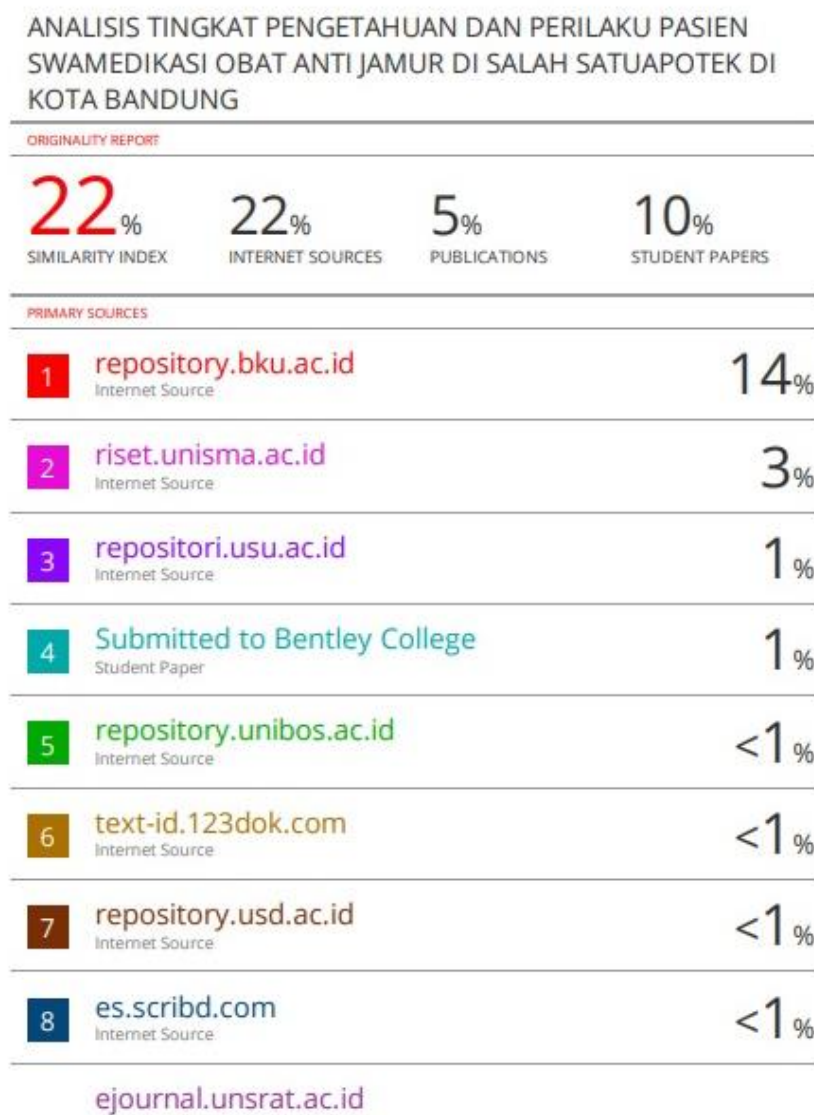 ANALISIS TINGKAT PENGETAHUAN DAN PERILAKU PASIEN
SWAMEDIKASI OBAT ANTI JAMUR DI SALAH SATUAPOTEK DI
KOTA BANDUNG
ORIGINALITY REPORT
22% 22% 5% 10%
SIMILARITY INDEX INTERNET SOURCES PUBLICATIONS STUDENT PAPERS
PRIMARY SOURCES
1 repository.bku.ac.id 14%
Internet Source
2 riset.unisma.ac.id 3%
Internet Source
3 repositori.usu.ac.id 1%
Internet Source
4 Submitted to Bentley College 1%
Student Paper
5 repository.unibos.ac.id <1%
Internet Source
6 text-id.123dok.com <1%
Internet Source
7 repository.usd.ac.id <1%
Internet Source
8 es.scribd.com <1%
Internet Source
ejournal.unsrat.ac.id